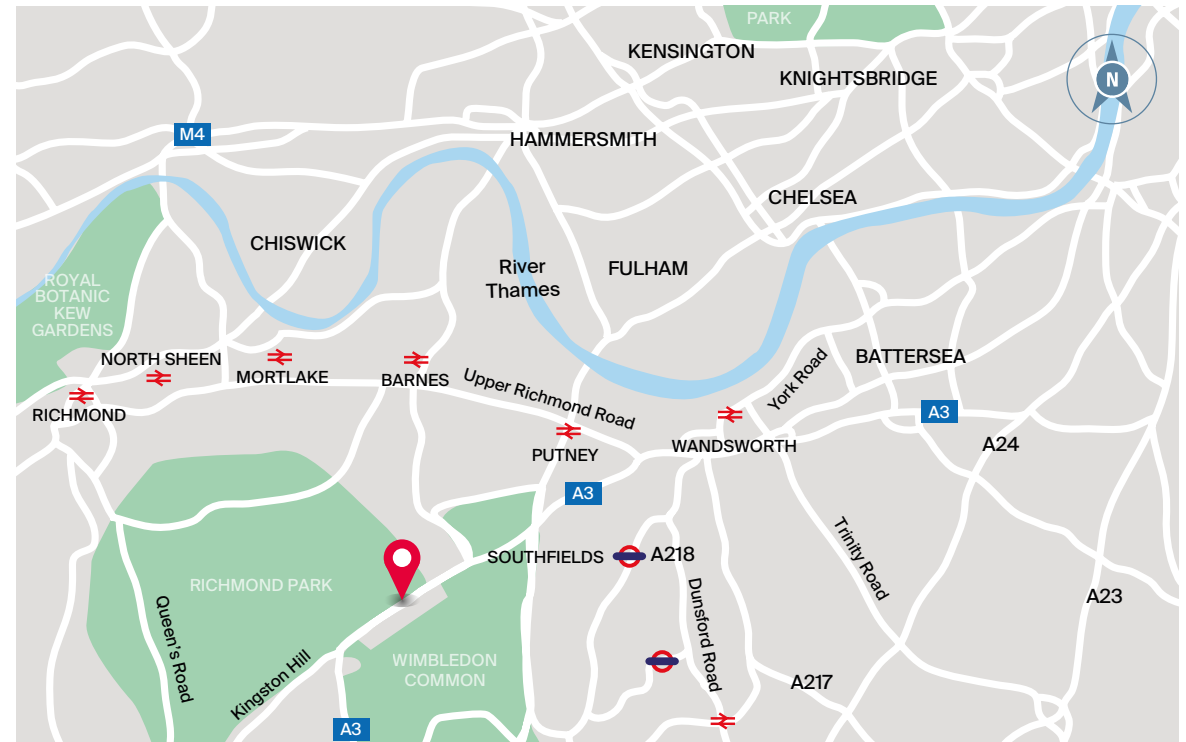 PARK
KENSINGTON
KNIGHTSBRIDGE
N
M4
HAMMERSMITH
CHELSEA
CHISWICK
River
Thames
FULHAM
ROYAL
BOTANIC
KEW
GARDENS
NORTH SHEEN
MORTLAKE
BARNES
RICHMOND
Upper Richmond Road
York Road
BATTERSEA
A3
A24
PUTNEY
WANDSWORTH
A3
SOUTHFIELDS
A218
Trinity Road
RICHMOND PARK
Queen's Road
Dunsford Road
A23
WIMBLEDON
COMMON
Kingston Hill
A217
A3